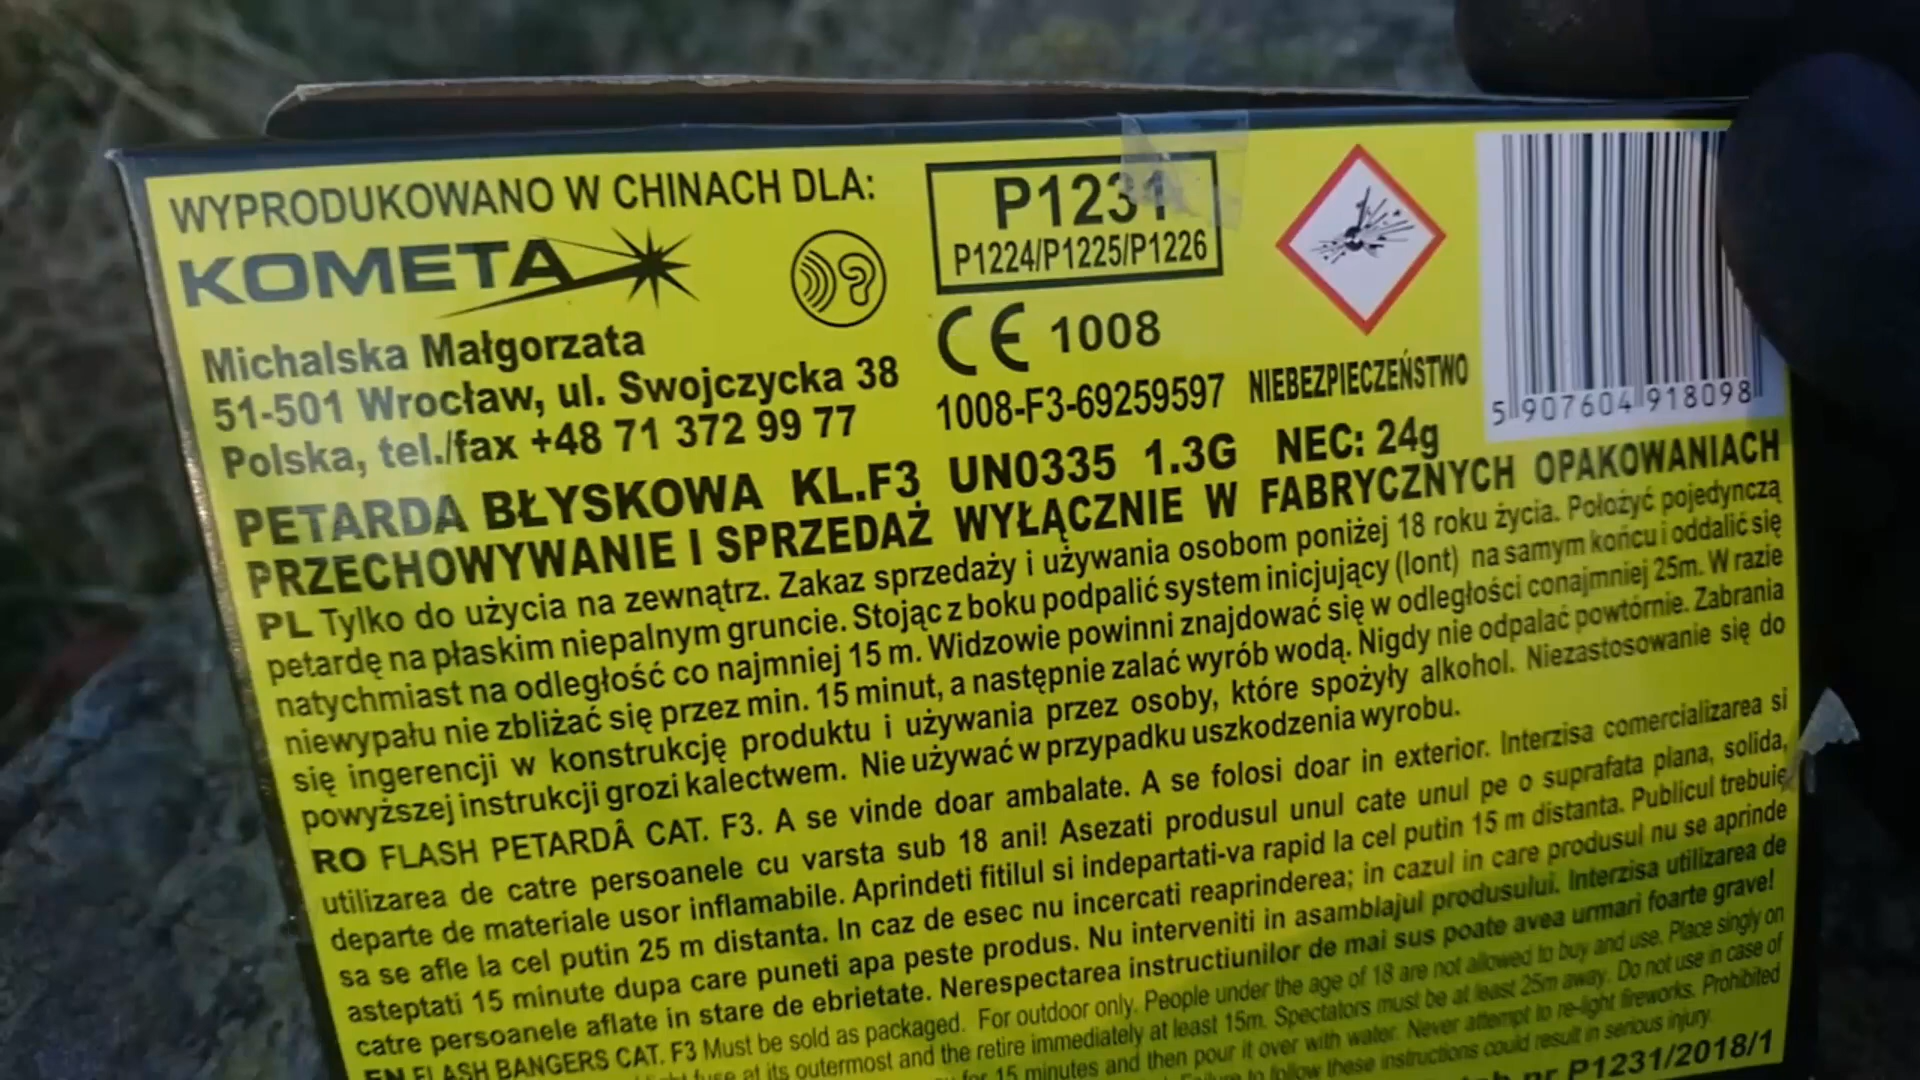 WYPRODUKOWANO W CHINACH DLA:
KOMETA
Michalska Małgorzata
51-501 Wrocław, ul. Swojczycka 38
Polska, tel./fax +48 71 372 99 77
P1231
P1224/P1225/P1226
CE 1008
1008-F3-69259597
NIEBEZPIECZEŃSTWO
5 907604 918098
PETARDA BŁYSKOWA KL.F3 UN0335 1.3G NEC: 24g
PRZECHOWYWANIE I SPRZEDAŻ WYŁĄCZNIE W FABRYCZNYCH OPAKOWANIACH
PL Tylko do użycia na zewnątrz. Zakaz sprzedaży i używania osobom poniżej 18 roku życia. Położyć pojedynczą
petardę na płaskim niepalnym gruncie. Stojąc z boku podpalić system inicjujący (lont) na samym końcu i oddalić się
natychmiast na odległość co najmniej 15 m. Widzowie powinni znajdować się w odległości conajmniej 25m. W razie
niewypału nie zbliżać się przez min. 15 minut, a następnie zalać wyrób wodą. Nigdy nie odpalać powtórnie. Zabrania
się ingerencji w konstrukcję produktu i używania przez osoby, które spożyły alkohol. Niezastosowanie się do
powyższej instrukcji grozi kalectwem. Nie używać w przypadku uszkodzenia wyrobu.
RO FLASH PETARDÂ CAT. F3. A se vinde doar ambalate. A se folosi doar in exterior. Interzisa comercializarea si
utilizarea de catre persoanele cu varsta sub 18 ani! Asezati produsul unul cate unul pe o suprafata plana, solida,
departe de materiale usor inflamabile. Aprindeti fitilul si indepartati-va rapid la cel putin 15 m distanta. Publicul trebuie
sa se afle la cel putin 25 m distanta. In caz de esec nu incercati reaprinderea; in cazul in care produsul nu se aprinde
asteptati 15 minute dupa care puneti apa peste produs. Nu interveniti in asamblajul produsului. Interzisa utilizarea de
catre persoanele aflate in stare de ebrietate. Nerespectarea instructiunilor de mai sus poate avea urmari foarte grave!
EN FLASH BANGERS CAT. F3 Must be sold as packaged. For outdoor only. People under the age of 18 are not allowed to buy and use. Place singly on
fuse at its outermost and the retire immediately at least 15m. Spectators must be at least 25m away. Do not use in case of
for 15 minutes and then pour it over with water. Never attempt to re-light fireworks. Prohibited
Failure to follow these instructions could result in serious injury.
nr P1231/2018/1